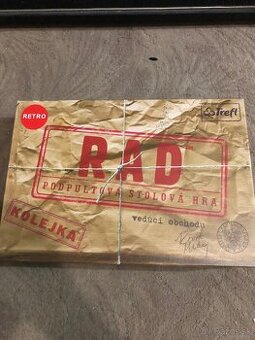 RETRO
Trefl
RAD
PODPULTOVÁ STOLOVÁ HRA
KOLEJKA
vedúci obchodu